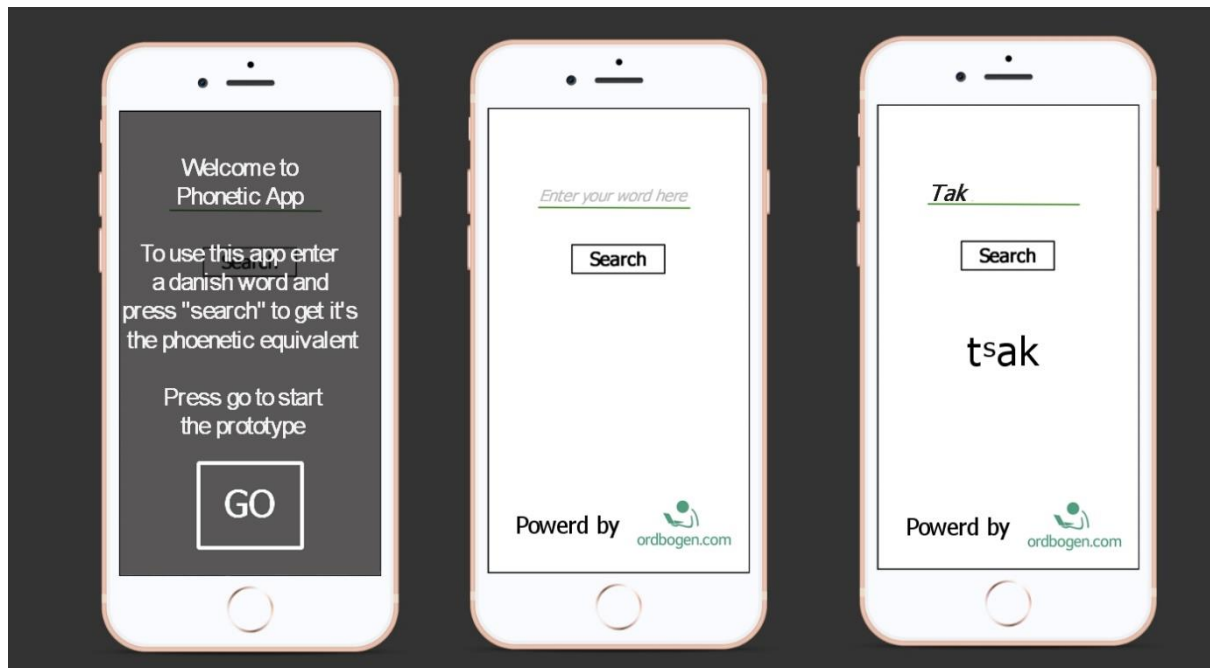 Welcome to
Phonetic App
Search
To use this app enter
a danish word and
press "search" to get it's
the phoenetic equivalent
Press go to start
the prototype
GO
Enter your word here
Search
Powerd by
ordbogen.com
Tak
Search
tˢak
Powerd by
ordbogen.com